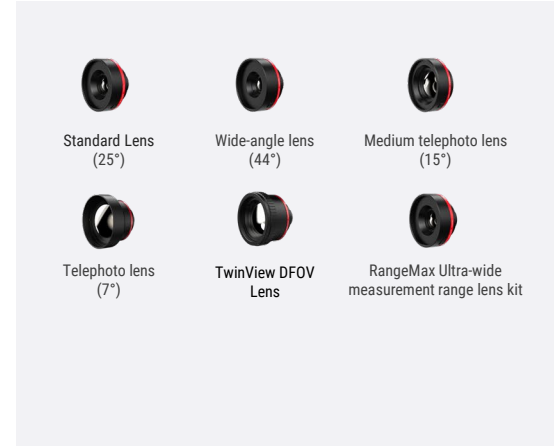 Standard Lens
(25°)
Wide-angle lens
(44°)
Medium telephoto lens
(15°)
Telephoto lens
(7°)
TwinView DFOV
Lens
RangeMax Ultra-wide
measurement range lens kit